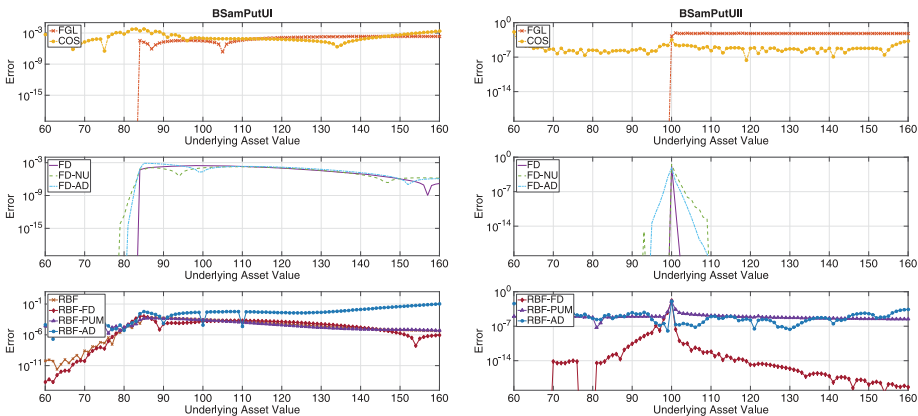 BSamPutUI
10^-3
10^-9
10^-15
Error
FGL
COS
60 70 80 90 100 110 120 130 140 150 160
Underlying Asset Value
10^-3
10^-9
10^-15
Error
FD
FD-NU
FD-AD
60 70 80 90 100 110 120 130 140 150 160
Underlying Asset Value
10^-1
10^-6
10^-11
Error
RBF
RBF-FD
RBF-PUM
RBF-AD
60 70 80 90 100 110 120 130 140 150 160
Underlying Asset Value
BSamPutUII
10^0
10^-7
10^-14
Error
FGL
COS
60 70 80 90 100 110 120 130 140 150 160
Underlying Asset Value
10^0
10^-7
10^-14
Error
FD
FD-NU
FD-AD
60 70 80 90 100 110 120 130 140 150 160
Underlying Asset Value
10^0
10^-7
10^-14
Error
RBF-FD
RBF-PUM
RBF-AD
60 70 80 90 100 110 120 130 140 150 160
Underlying Asset Value